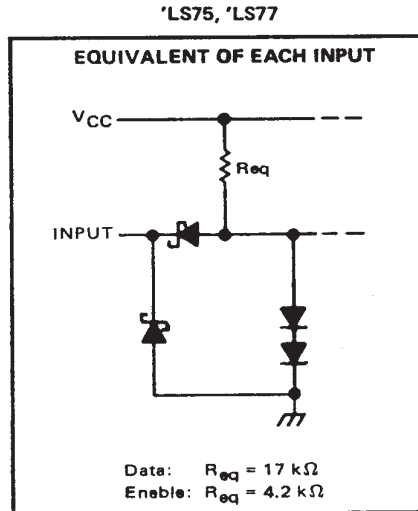 'LS75, 'LS77
EQUIVALENT OF EACH INPUT
VCC
Req
INPUT
Data: Req = 17 kΩ
Enable: Req = 4.2 kΩ